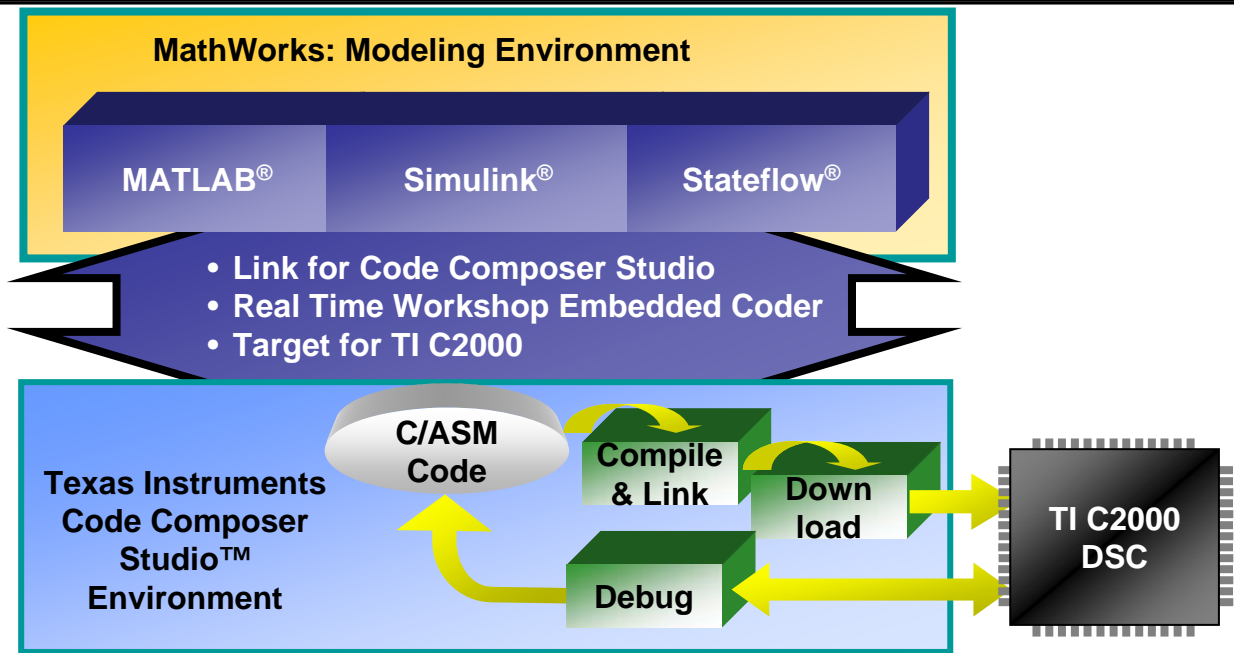 MathWorks: Modeling Environment
MATLAB®
Simulink®
Stateflow®
• Link for Code Composer Studio
• Real Time Workshop Embedded Coder
• Target for TI C2000
C/ASM
Code
Compile
& Link
Down
load
Texas Instruments
Code Composer
Studio™
Environment
Debug
TI C2000
DSC